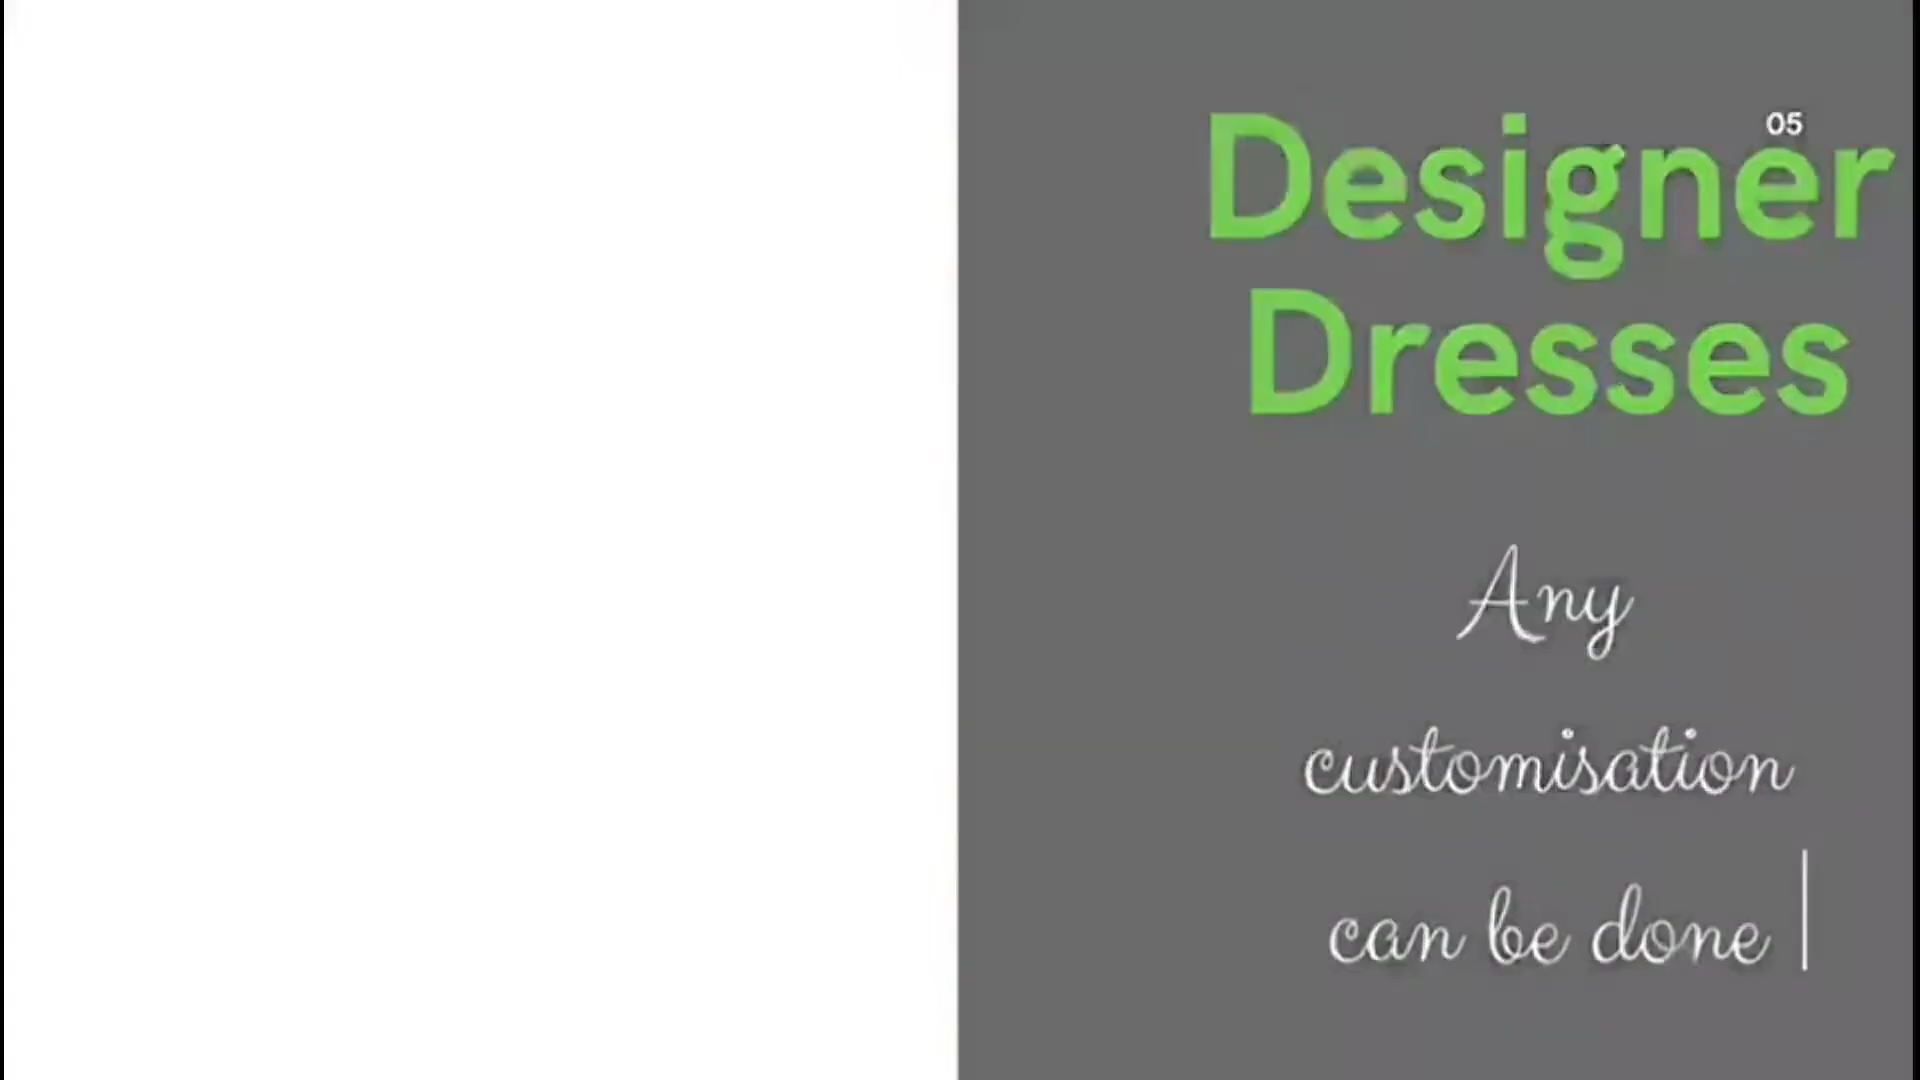 05
Designer
Dresses
Any
customisation
can be done